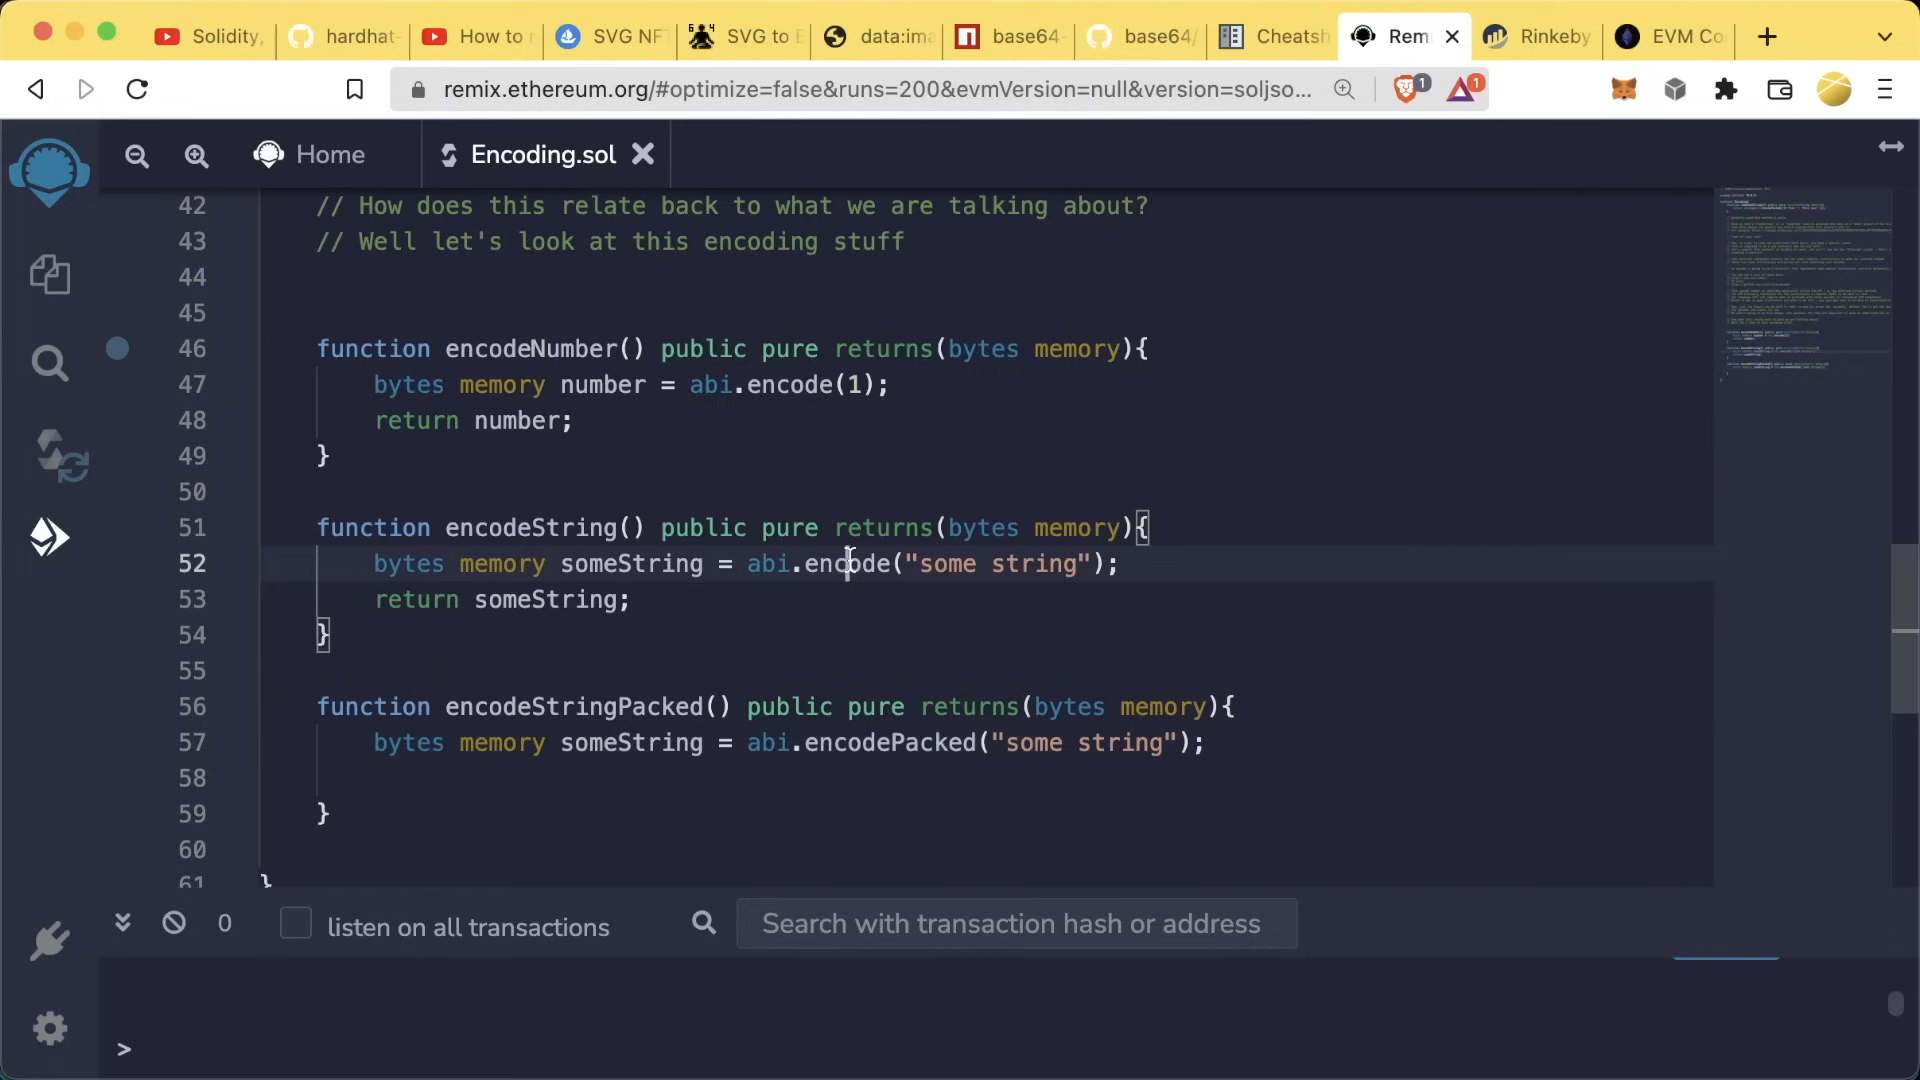 Solidity,
hardhat-
How to
SVG NF
SVG to
data:ima
base64-
base64/
Cheatsh
Rem
Rinkeby
EVM Co
remix.ethereum.org/#optimize=false&runs=200&evmVersion=null&version=soljso...
1
1
Home
Encoding.sol
42 // How does this relate back to what we are talking about?
43 // Well let's look at this encoding stuff
44
45
46 function encodeNumber() public pure returns(bytes memory){
47 bytes memory number = abi.encode(1);
48 return number;
49 }
50
51 function encodeString() public pure returns(bytes memory){
52 bytes memory someString = abi.encode("some string");
53 return someString;
54 }
55
56 function encodeStringPacked() public pure returns(bytes memory){
57 bytes memory someString = abi.encodePacked("some string");
58
59 }
60
61 }
0
listen on all transactions
Search with transaction hash or address
>